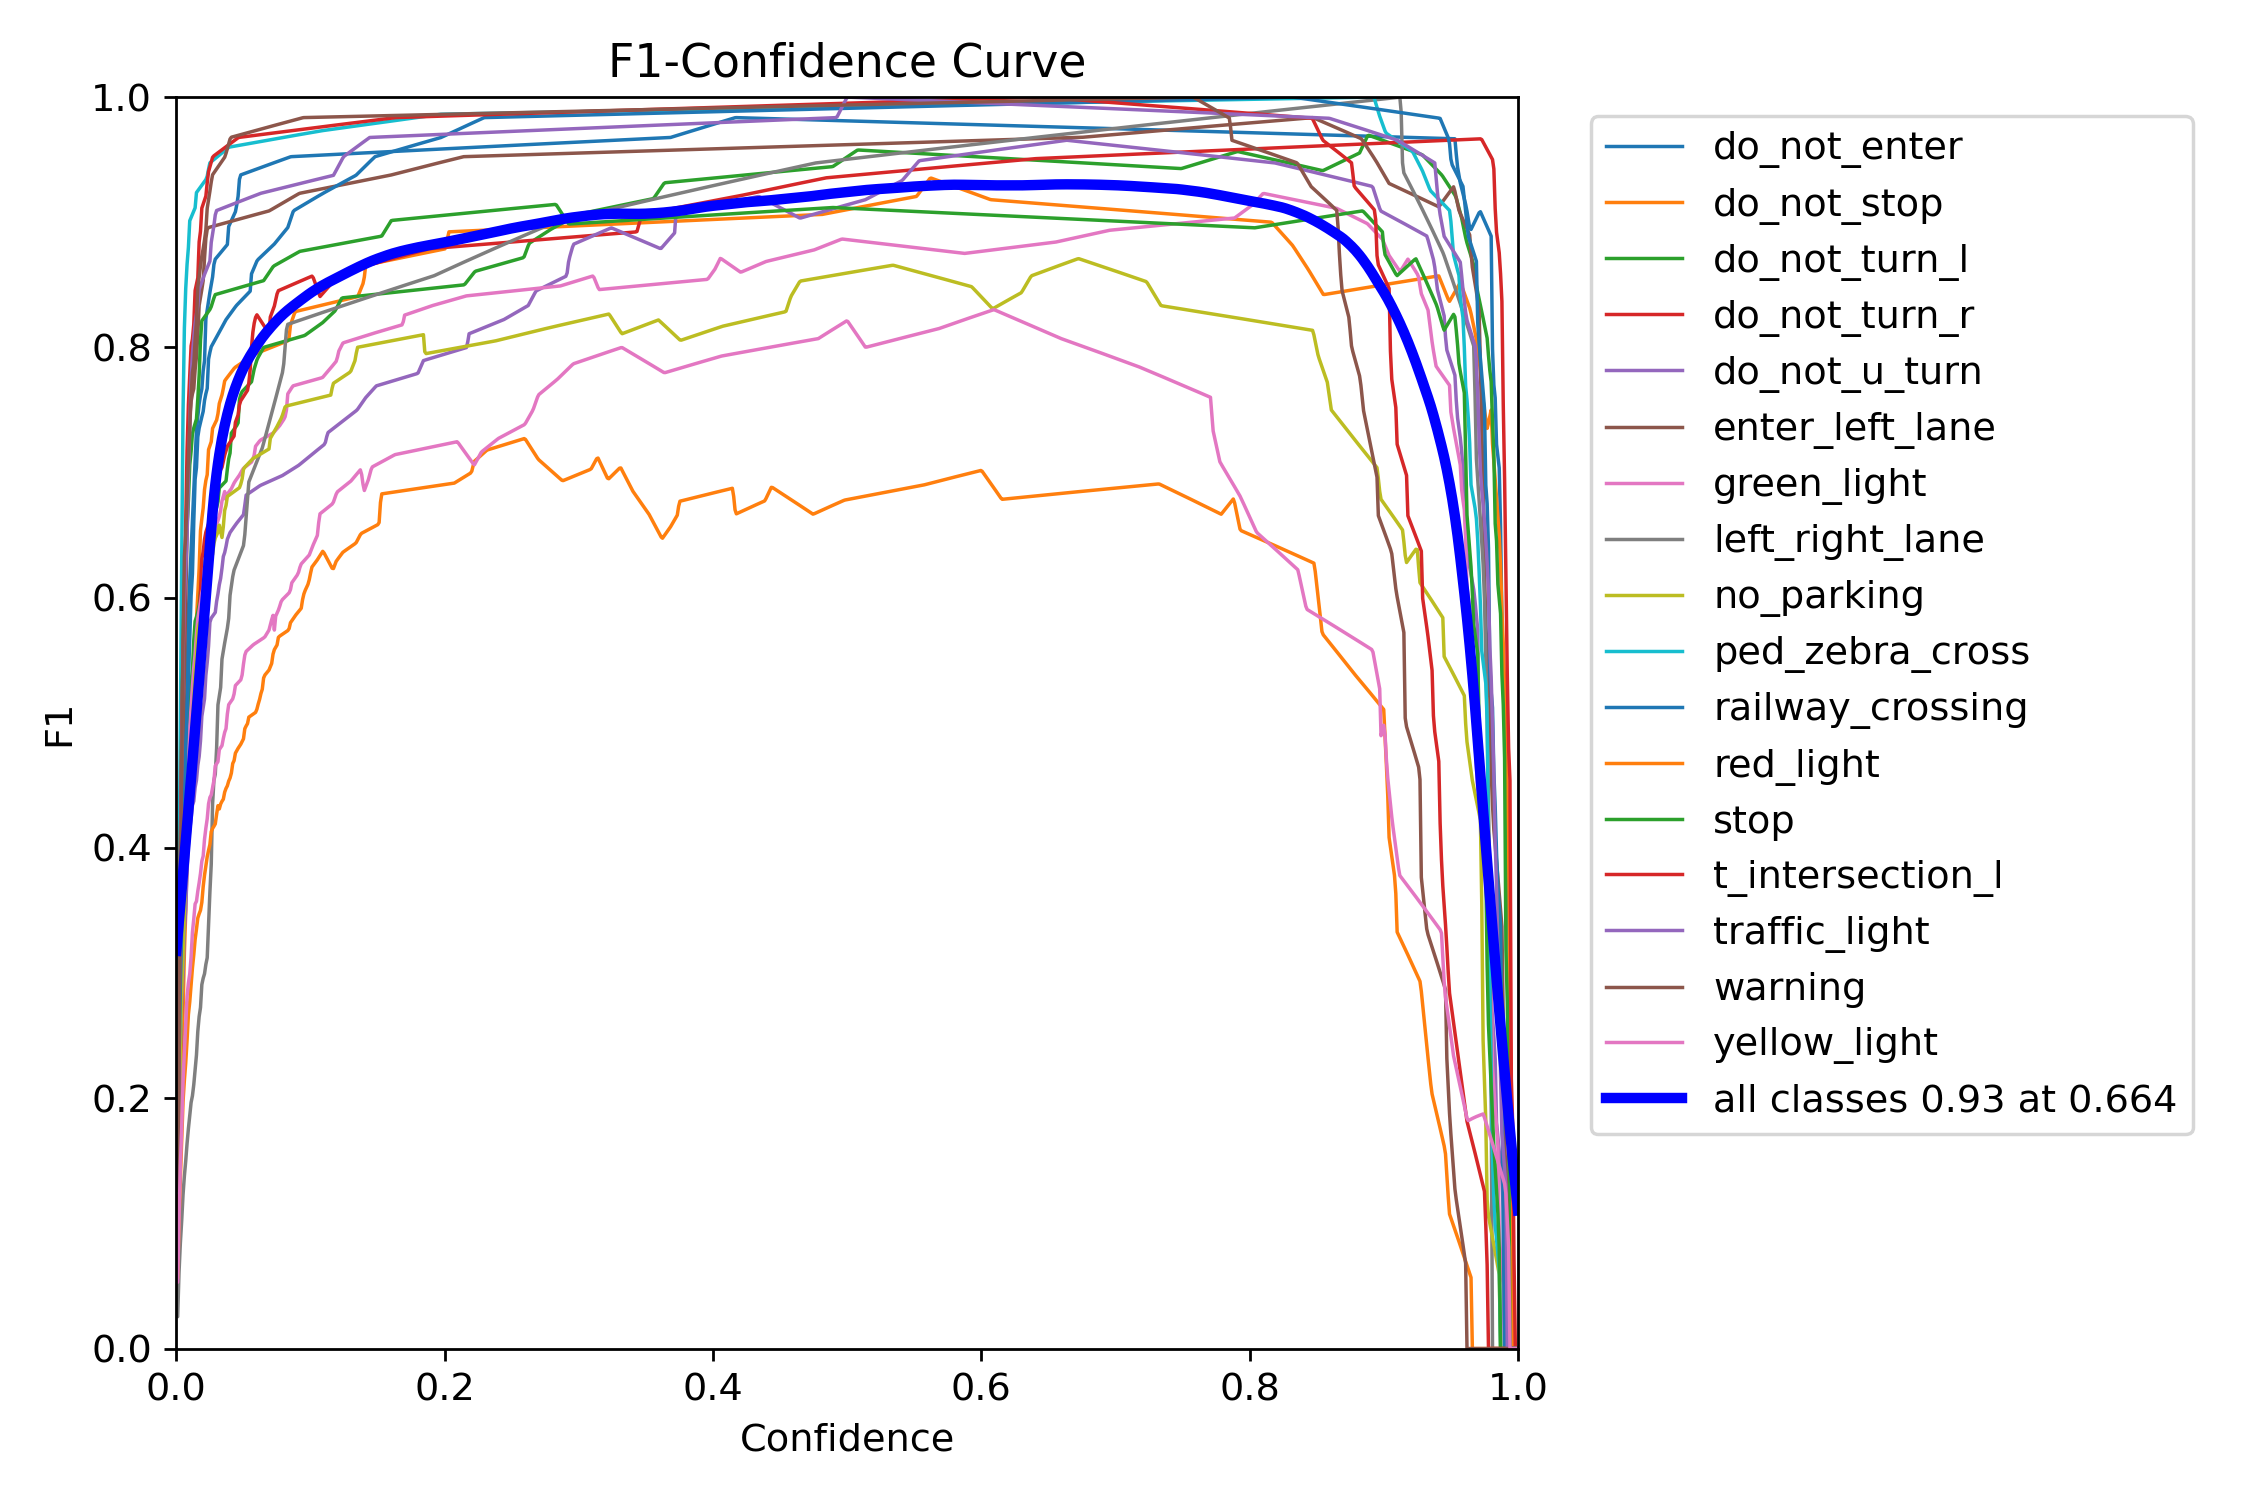 F1-Confidence Curve
1.0
0.8
0.6
0.4
0.2
0.0
F1
0.0 0.2 0.4 0.6 0.8 1.0
Confidence
do_not_enter
do_not_stop
do_not_turn_l
do_not_turn_r
do_not_u_turn
enter_left_lane
green_light
left_right_lane
no_parking
ped_zebra_cross
railway_crossing
red_light
stop
t_intersection_l
traffic_light
warning
yellow_light
all classes 0.93 at 0.664